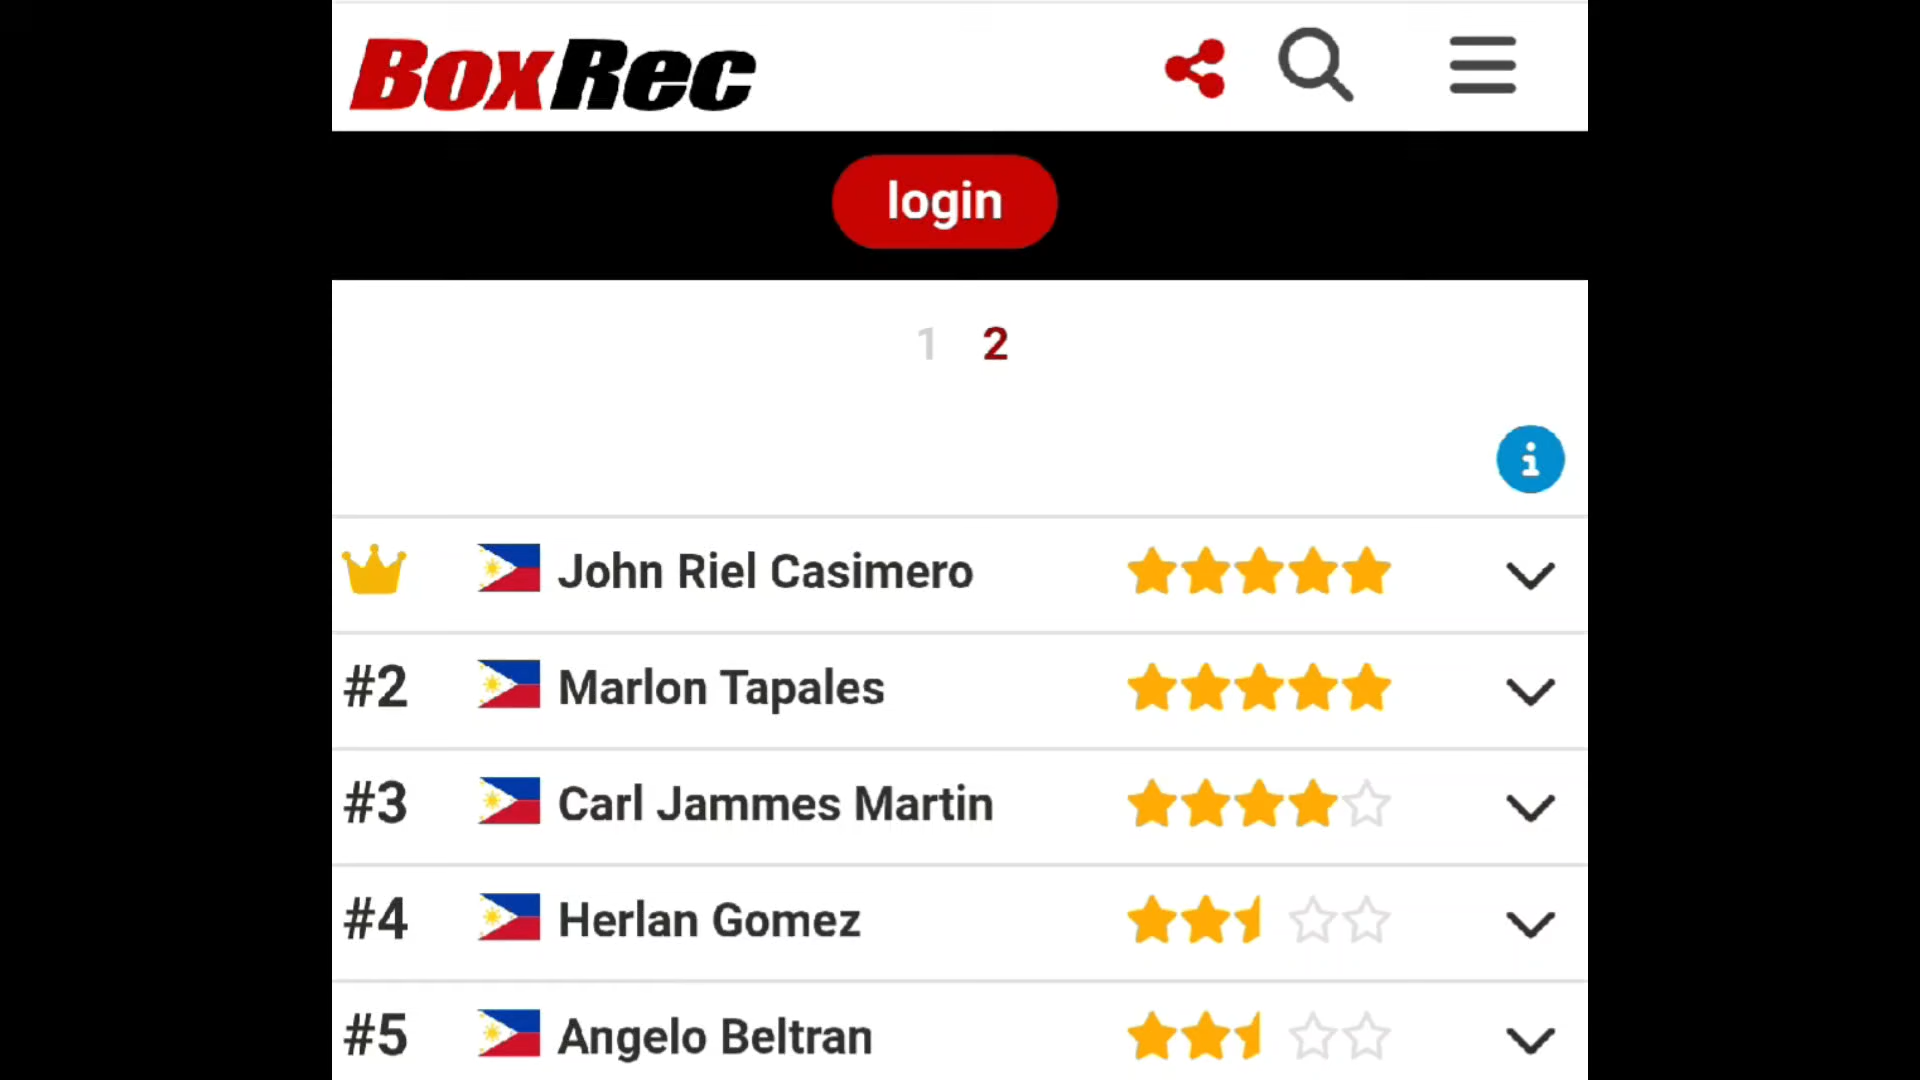 BoxRec
login
1 2
John Riel Casimero
#2 Marlon Tapales
#3 Carl Jammes Martin
#4 Herlan Gomez
#5 Angelo Beltran